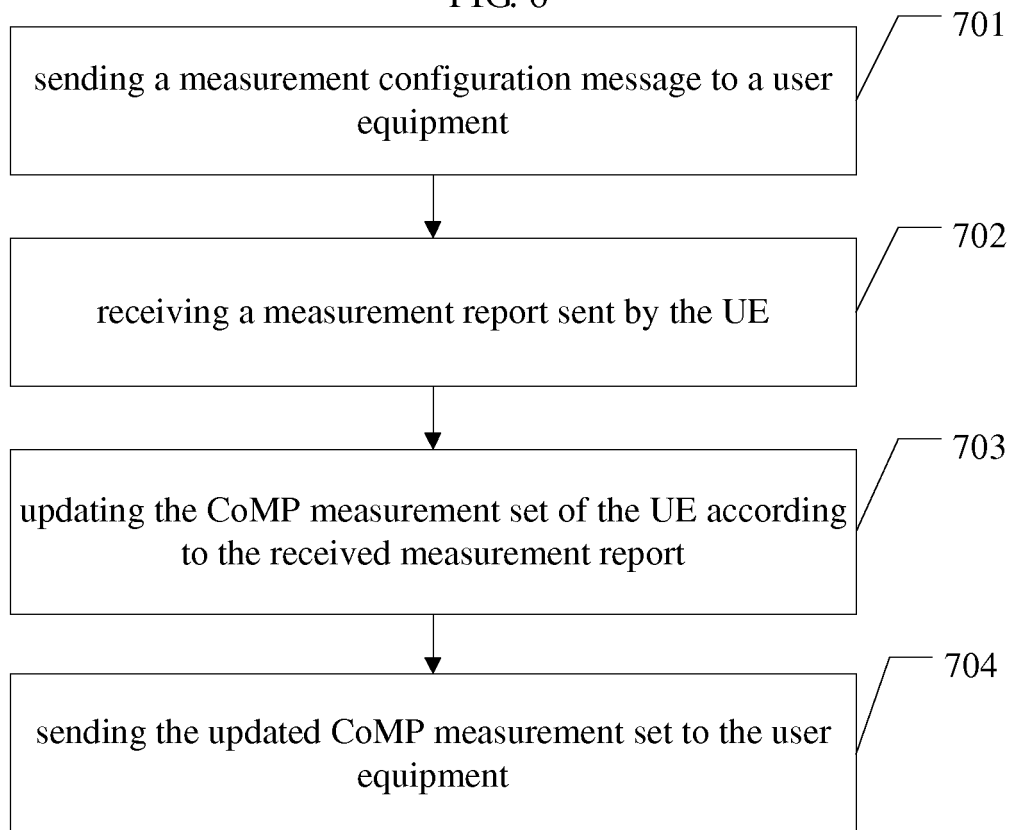 701
sending a measurement configuration message to a user
equipment
702
receiving a measurement report sent by the UE
703
updating the CoMP measurement set of the UE according
to the received measurement report
704
sending the updated CoMP measurement set to the user
equipment